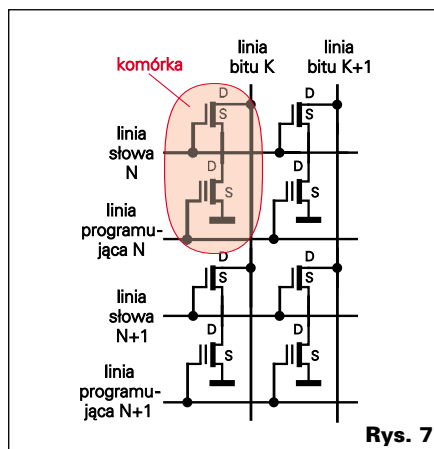 linia
bitu K
linia
bitu K+1
komórka
D
S
D
S
linia
słowa
N
D
S
D
S
linia
programu-
jąca N
D
S
D
S
linia
słowa
N+1
D
S
D
S
linia
programu-
jąca N+1
Rys. 7